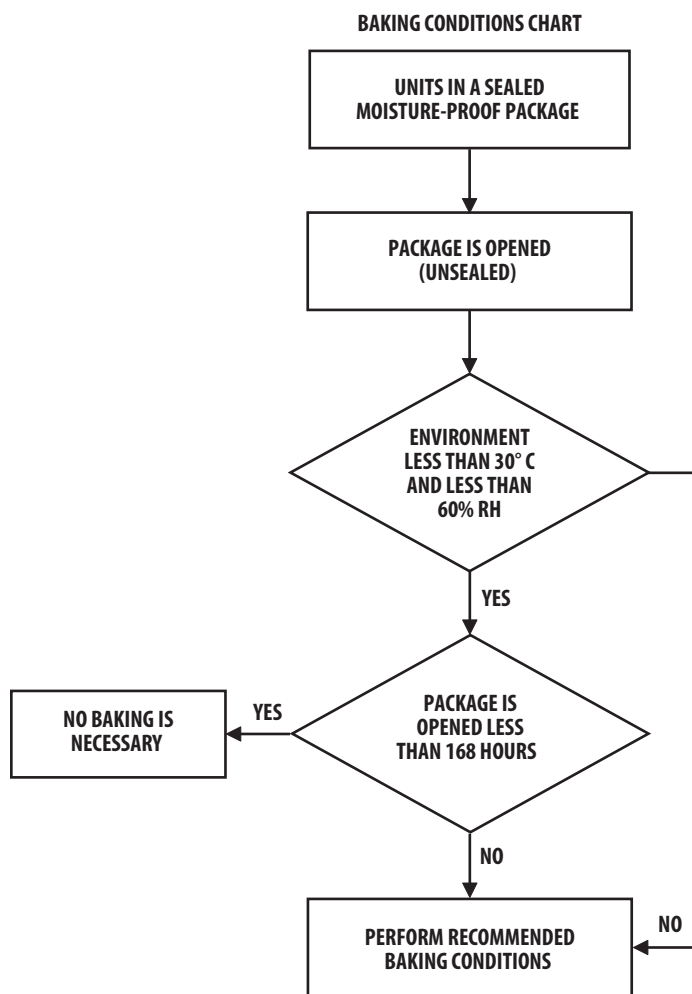 BAKING CONDITIONS CHART
UNITS IN A SEALED
MOISTURE-PROOF PACKAGE
PACKAGE IS OPENED
(UNSEALED)
ENVIRONMENT
LESS THAN 30° C
AND LESS THAN
60% RH
YES
PACKAGE IS
OPENED LESS
THAN 168 HOURS
YES
NO BAKING IS
NECESSARY
NO
PERFORM RECOMMENDED
BAKING CONDITIONS
NO